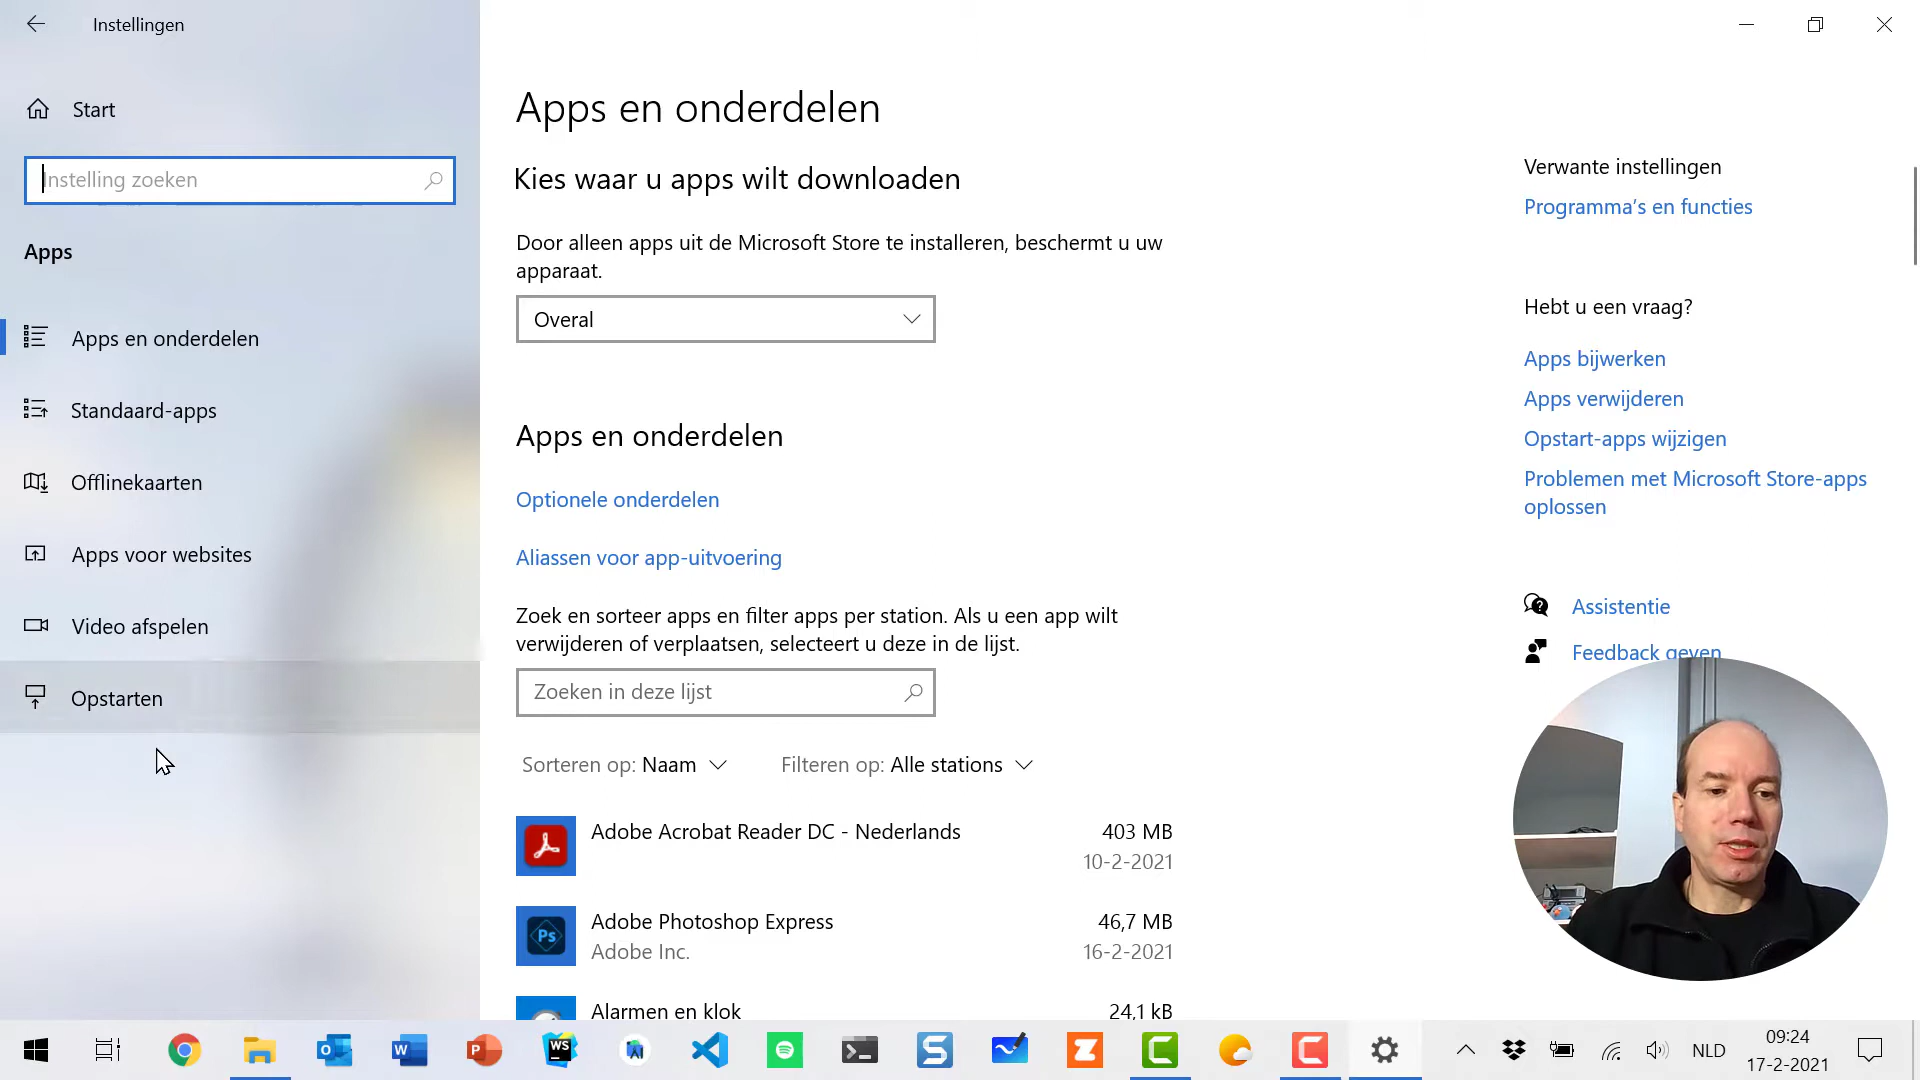 Instellingen
Start
Instelling zoeken
Apps
Apps en onderdelen
Standaard-apps
Offlinekaarten
Apps voor websites
Video afspelen
Opstarten
Apps en onderdelen
Kies waar u apps wilt downloaden
Door alleen apps uit de Microsoft Store te installeren, beschermt u uw
apparaat.
Overal
Apps en onderdelen
Optionele onderdelen
Aliassen voor app-uitvoering
Zoek en sorteer apps en filter apps per station. Als u een app wilt
verwijderen of verplaatsen, selecteert u deze in de lijst.
Zoeken in deze lijst
Sorteren op: Naam
Filteren op: Alle stations
Adobe Acrobat Reader DC - Nederlands
403 MB
10-2-2021
Ps
Adobe Photoshop Express
46,7 MB
Adobe Inc.
16-2-2021
Alarmen en klok
24,1 kB
Verwante instellingen
Programma's en functies
Hebt u een vraag?
Apps bijwerken
Apps verwijderen
Opstart-apps wijzigen
Problemen met Microsoft Store-apps
oplossen
Assistentie
Feedback geven
O
W
P
WS
S
Z
C
C
NLD
09:24
17-2-2021